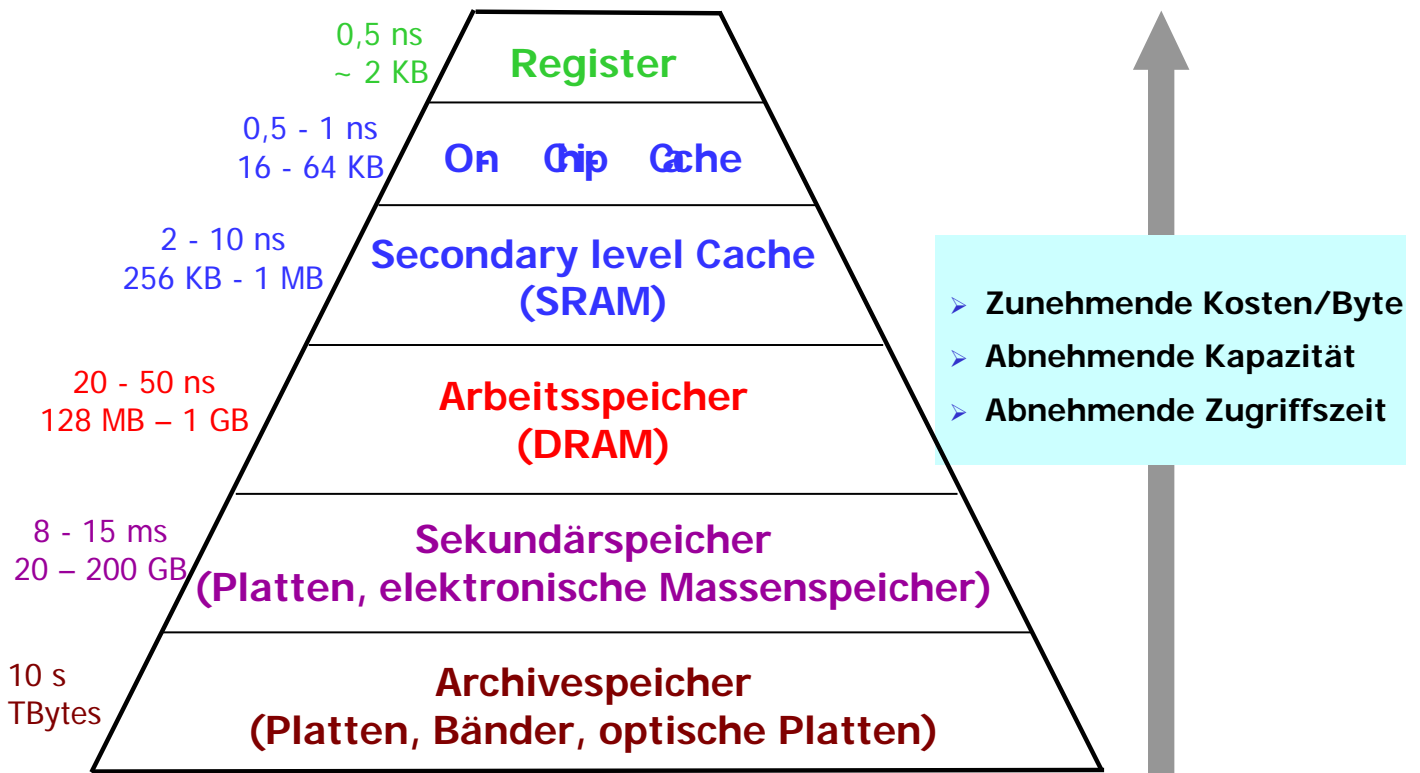 0,5 ns
~ 2 KB
Register
0,5 - 1 ns
16 - 64 KB
On-Chip-Cache
2 - 10 ns
256 KB - 1 MB
Secondary level Cache
(SRAM)
20 - 50 ns
128 MB – 1 GB
Arbeitsspeicher
(DRAM)
8 - 15 ms
20 – 200 GB
Sekundärspeicher
(Platten, elektronische Massenspeicher)
10 s
TBytes
Archivespeicher
(Platten, Bänder, optische Platten)
➢ Zunehmende Kosten/Byte
➢ Abnehmende Kapazität
➢ Abnehmende Zugriffszeit